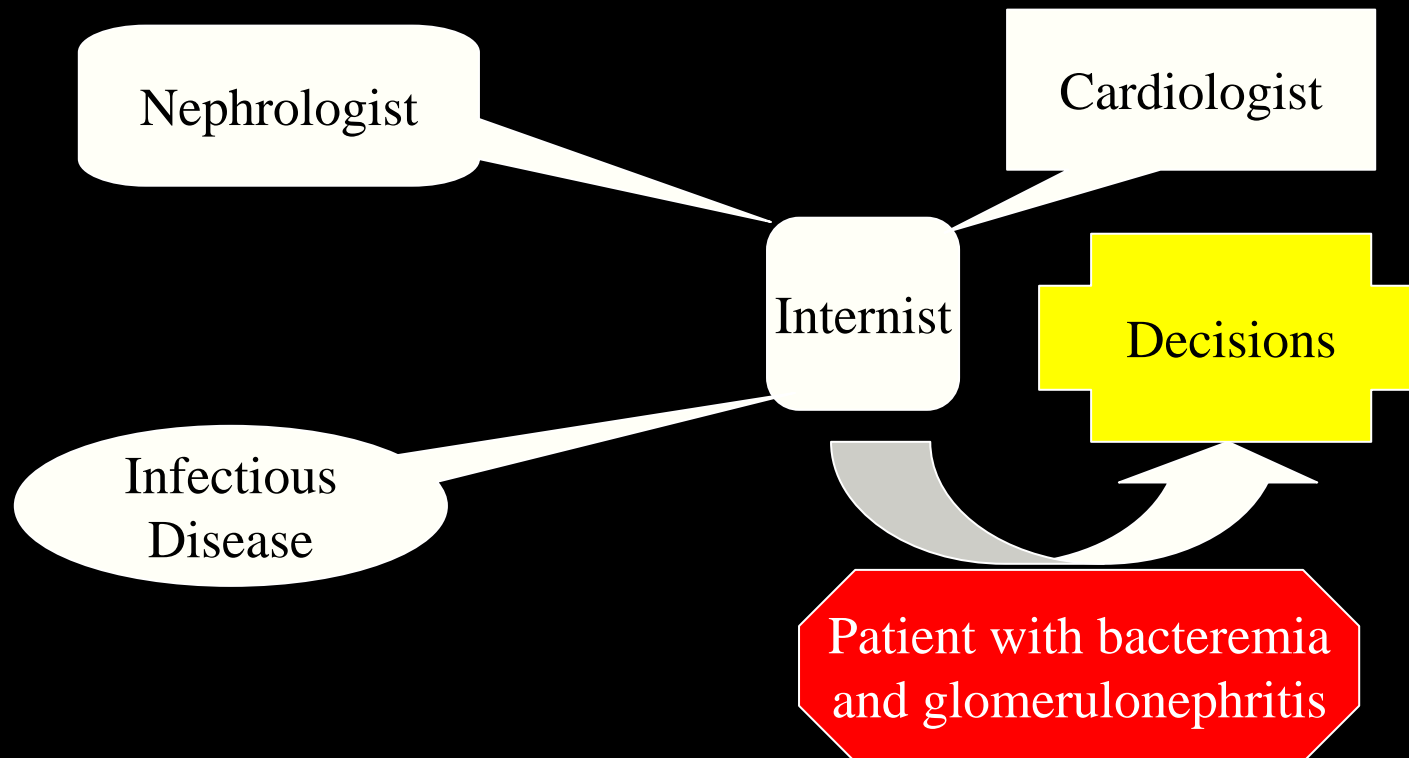 Nephrologist
Cardiologist
Internist
Decisions
Infectious
Disease
Patient with bacteremia
and glomerulonephritis